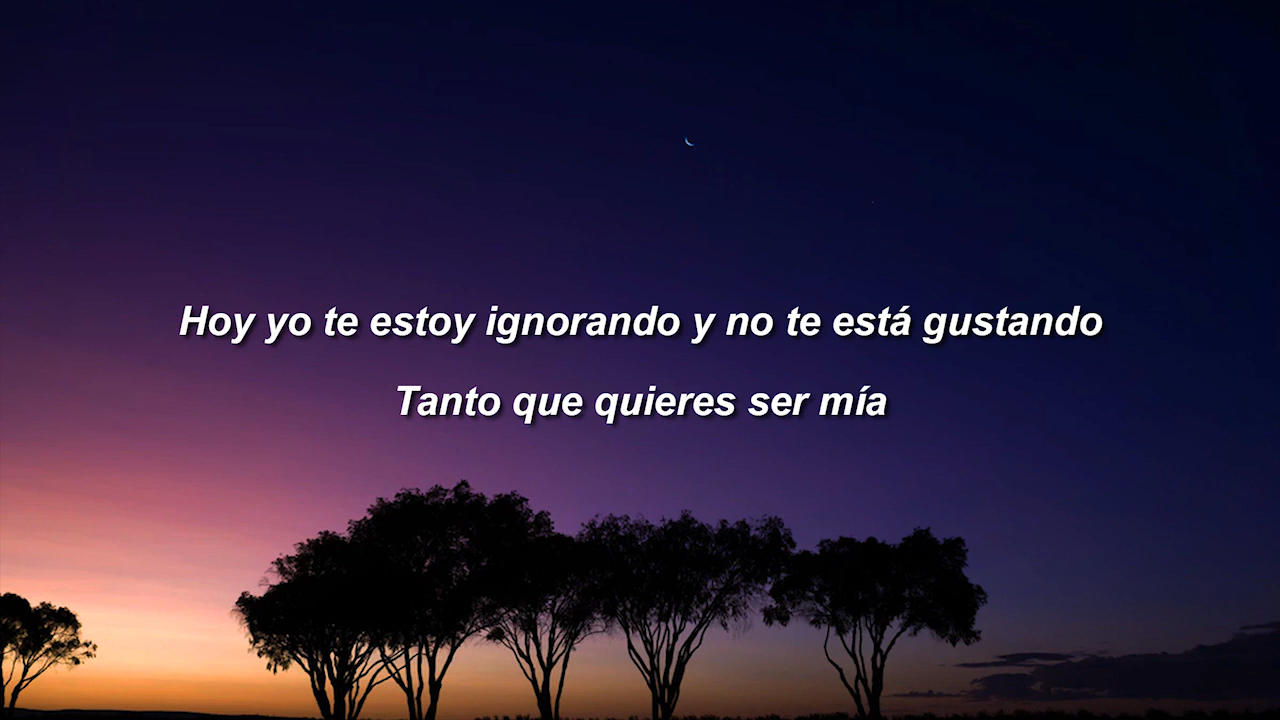 Hoy yo te estoy ignorando y no te está gustando
Tanto que quieres ser mía